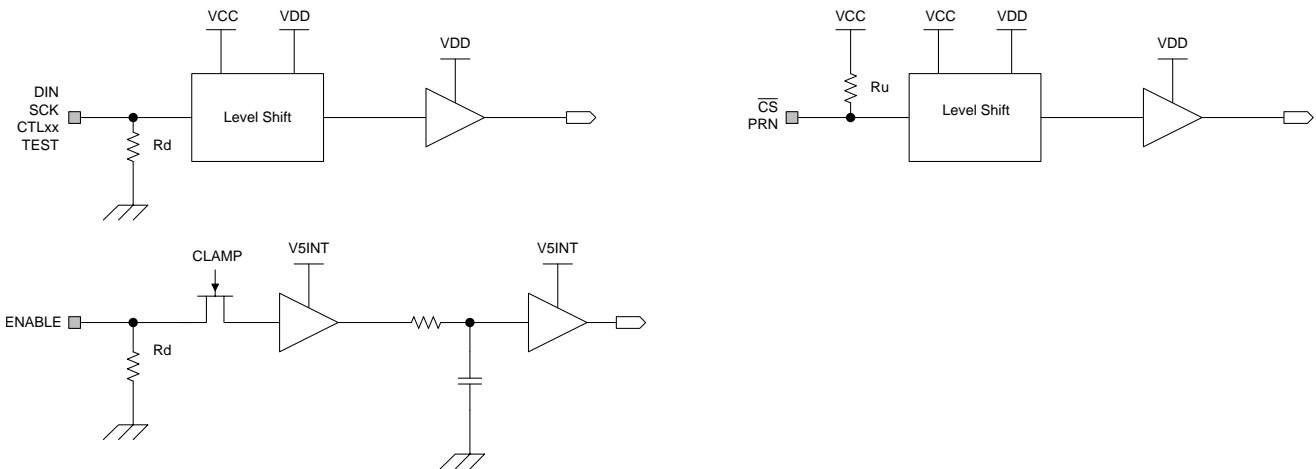 VCC VDD
VDD
DIN
SCK
CTLxx
TEST
Rd
Level Shift
VCC VCC VDD
VDD
Ru
CS
PRN
Level Shift
CLAMP
V5INT
V5INT
ENABLE
Rd